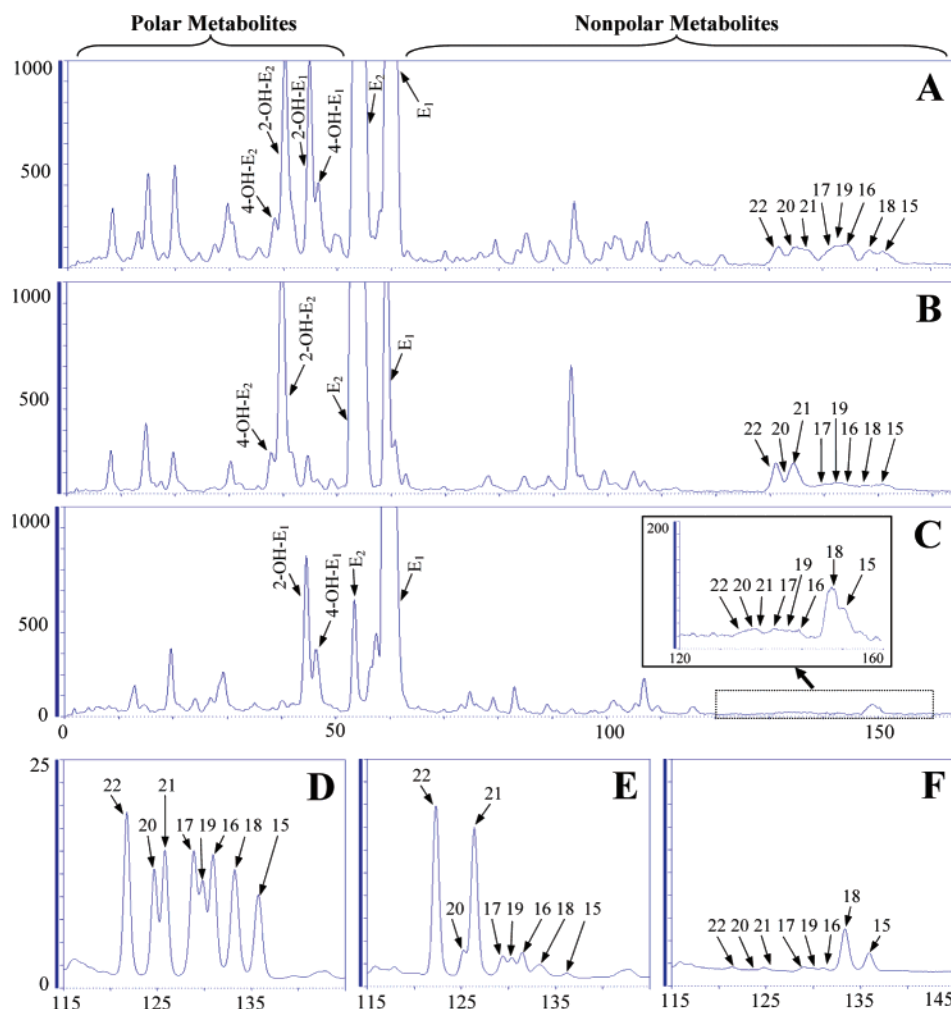 Polar Metabolites Nonpolar Metabolites
1000 A
500
4-OH-E2 2-OH-E2 2-OH-E1 4-OH-E1 E2 E1
22 20 21 17 19 16 18 15
0
1000 B
500
4-OH-E2 2-OH-E2 E2 E1
22 20 21 17 19 16 18 15
0
1000 C
500
2-OH-E1 4-OH-E1 E2 E1
200
22 20 21 17 19 16 18 15
120 160
0
0 50 100 150
25 D E F
22 20 21 17 19 16 18 15
22 20 21 17 19 16 18 15
22 20 21 17 19 16 18 15
0
115 125 135 115 125 135 115 125 135 145